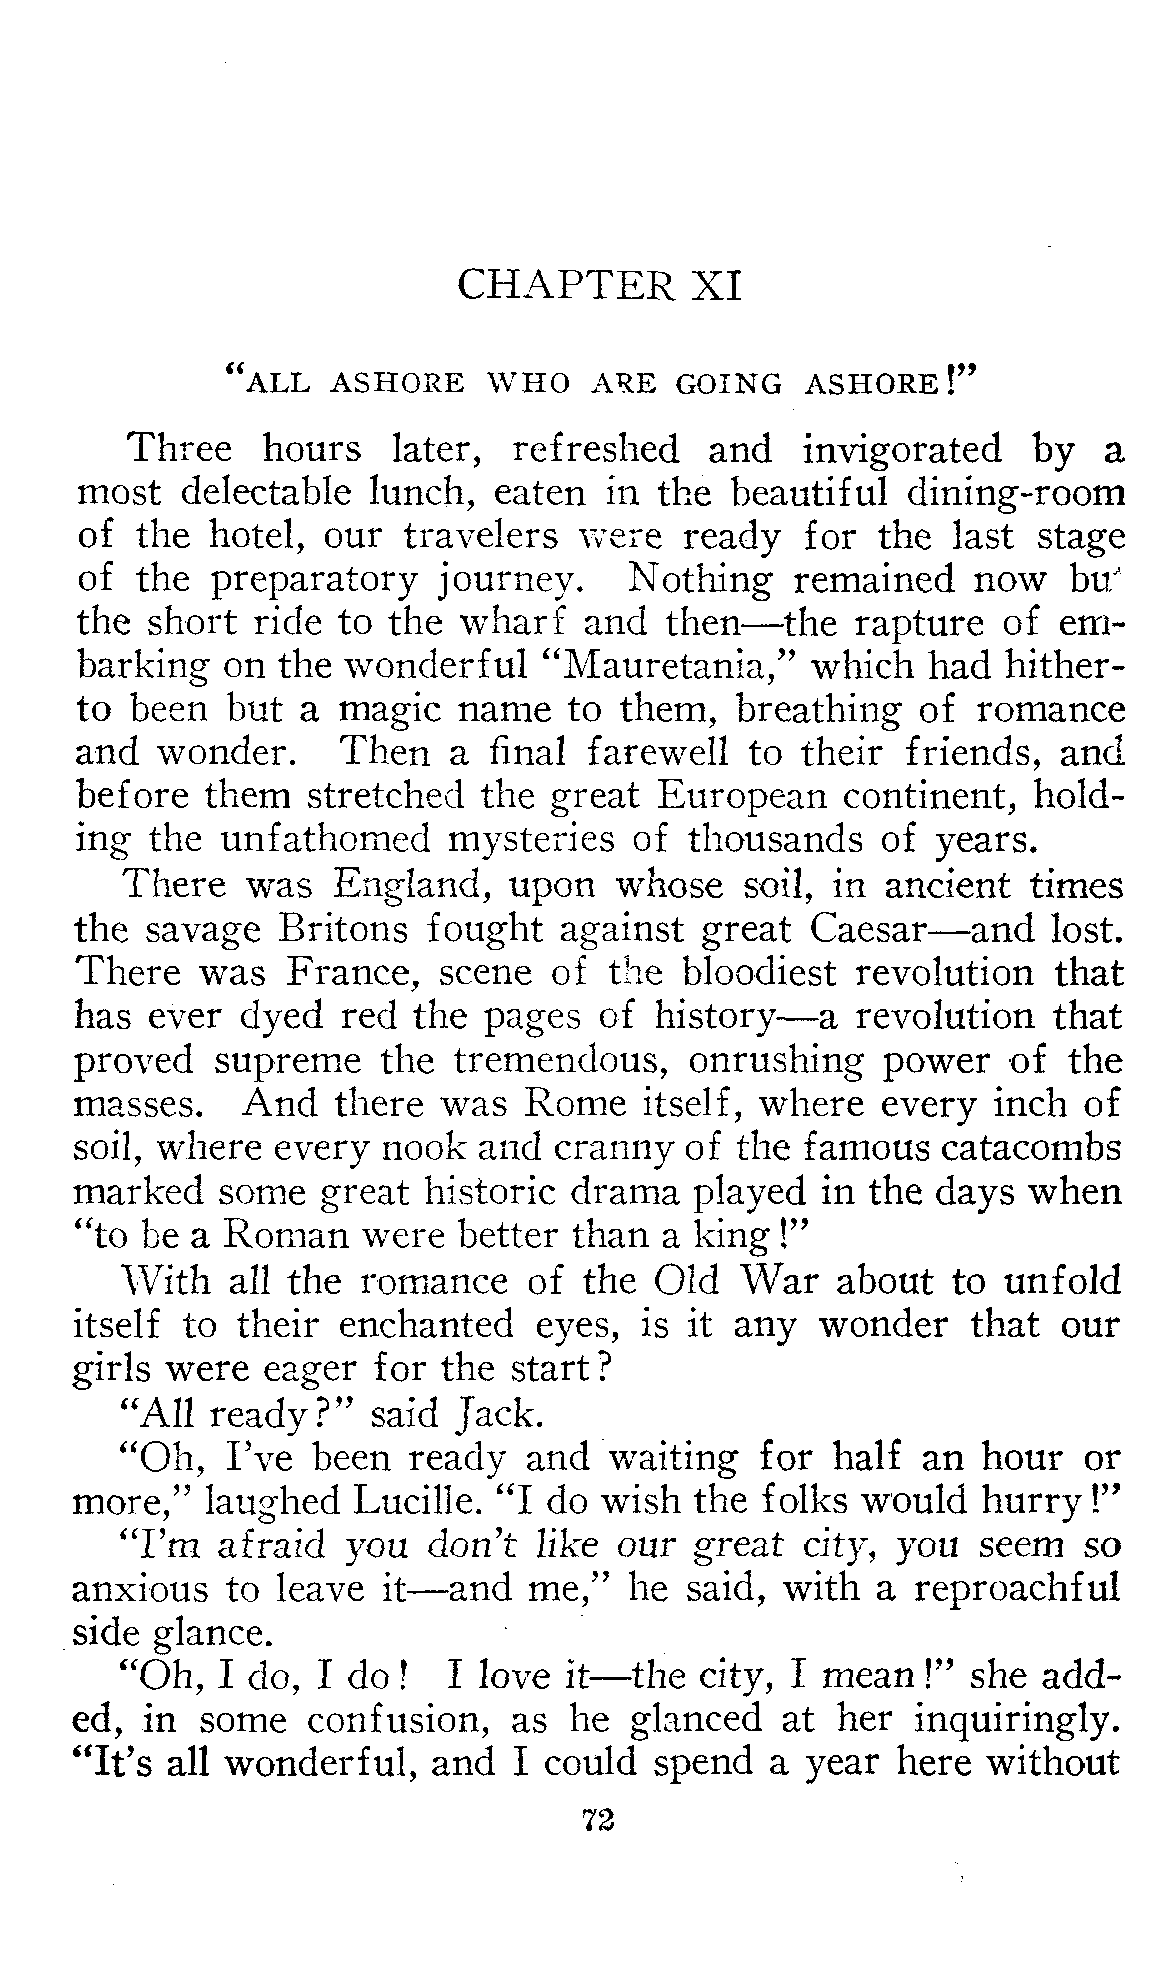 CHAPTER XI
“ALL ASHORE WHO ARE GOING ASHORE!”
Three hours later, refreshed and invigorated by a
most delectable lunch, eaten in the beautiful dining-room
of the hotel, our travelers were ready for the last stage
of the preparatory journey. Nothing remained now but
the short ride to the wharf and then—the rapture of em-
barking on the wonderful “Mauretania,” which had hither-
to been but a magic name to them, breathing of romance
and wonder. Then a final farewell to their friends, and
before them stretched the great European continent, hold-
ing the unfathomed mysteries of thousands of years.
There was England, upon whose soil, in ancient times
the savage Britons fought against great Caesar—and lost.
There was France, scene of the bloodiest revolution that
has ever dyed red the pages of history—a revolution that
proved supreme the tremendous, onrushing power of the
masses. And there was Rome itself, where every inch of
soil, where every nook and cranny of the famous catacombs
marked some great historic drama played in the days when
“to be a Roman were better than a king!”
With all the romance of the Old War about to unfold
itself to their enchanted eyes, is it any wonder that our
girls were eager for the start?
“All ready?” said Jack.
“Oh, I’ve been ready and waiting for half an hour or
more,” laughed Lucille. “I do wish the folks would hurry!”
“I’m afraid you don’t like our great city, you seem so
anxious to leave it—and me,” he said, with a reproachful
side glance.
“Oh, I do, I do! I love it—the city, I mean!” she add-
ed, in some confusion, as he glanced at her inquiringly.
“It’s all wonderful, and I could spend a year here without
72